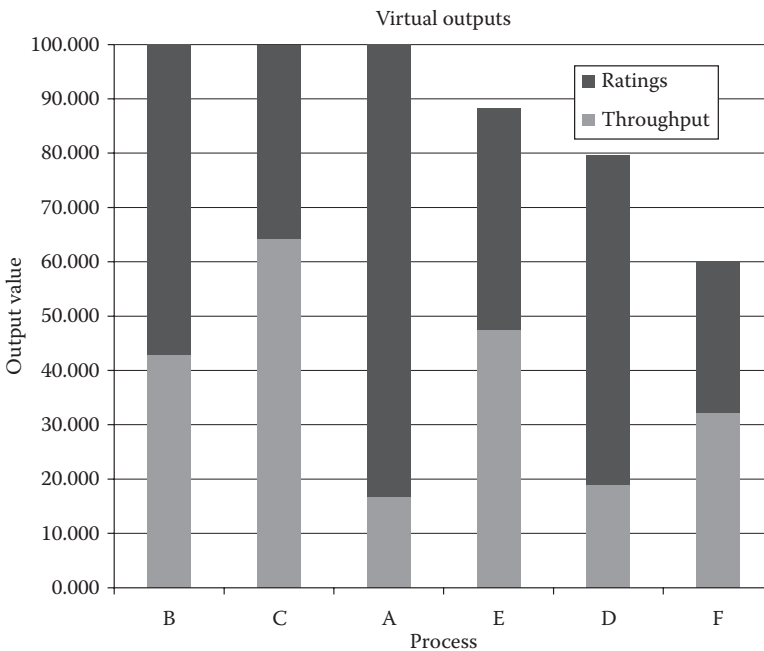 Virtual outputs
100.000
90.000
80.000
70.000
60.000
50.000
40.000
30.000
20.000
10.000
0.000
Output value
Ratings
Throughput
B C A E D F
Process